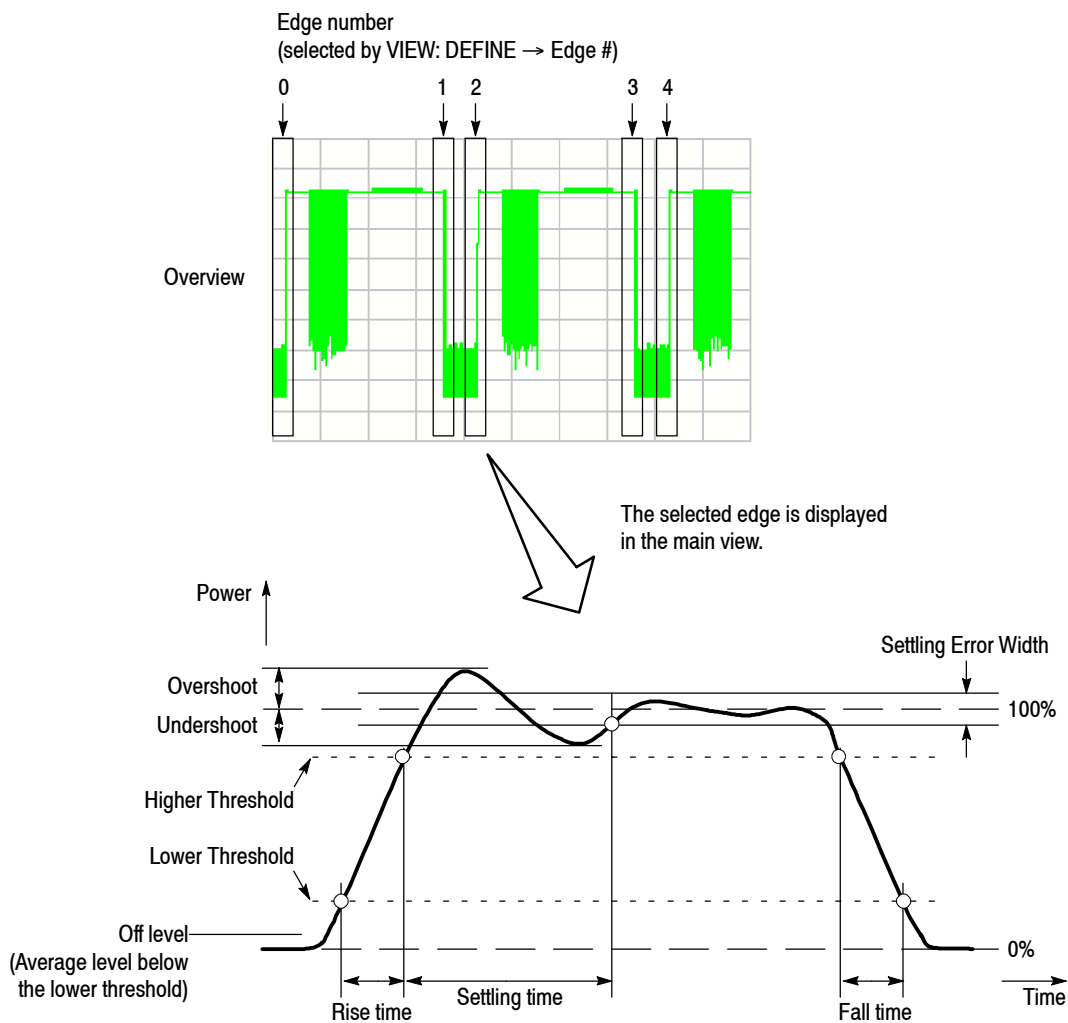 Edge number
(selected by VIEW: DEFINE → Edge #)
0 1 2 3 4
Overview
The selected edge is displayed
in the main view.
Power
Settling Error Width
Overshoot
100%
Undershoot
Higher Threshold
Lower Threshold
Off level
(Average level below
the lower threshold)
0%
Rise time
Settling time
Fall time
Time